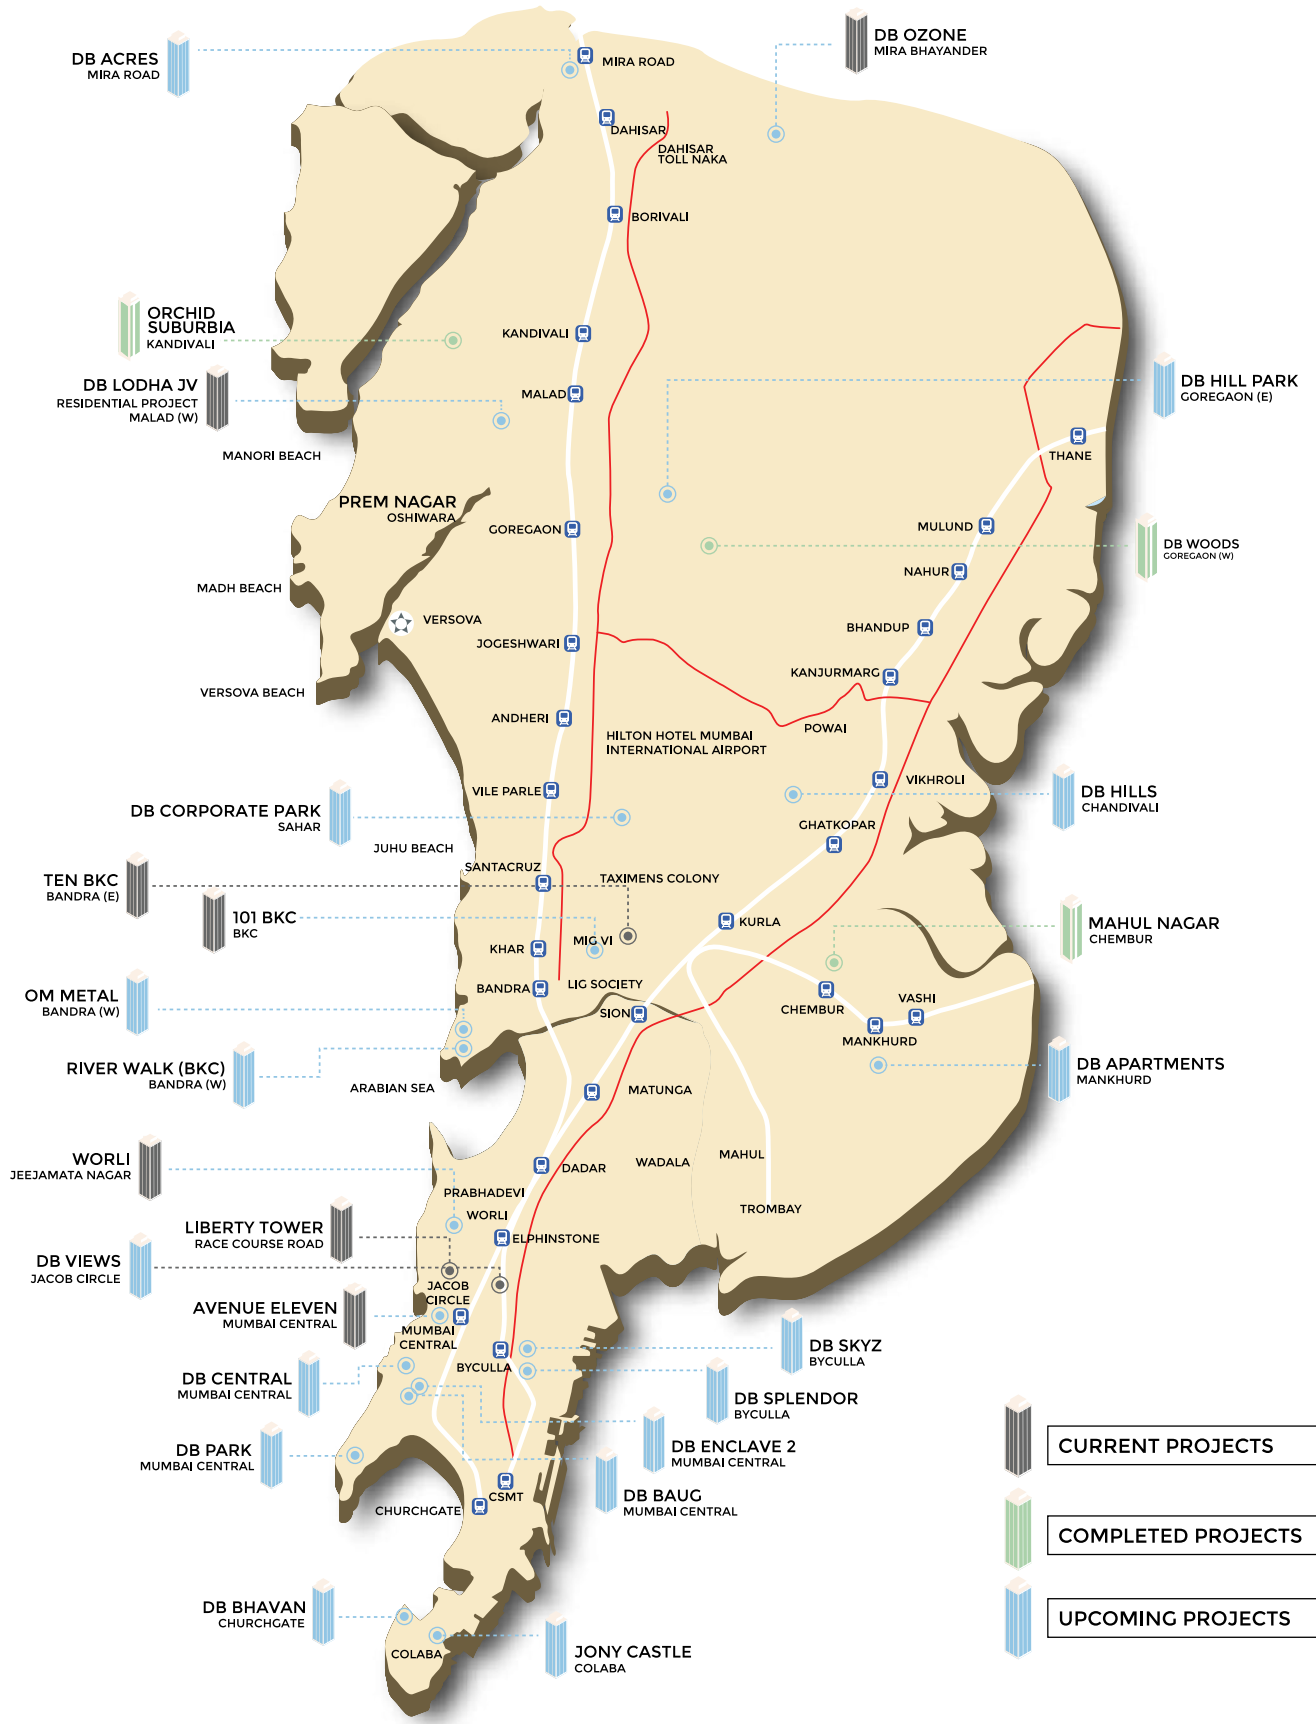 DB OZONE
MIRA BHAYANDER
DB ACRES
MIRA ROAD
MIRA ROAD
DAHISAR
DAHISAR
TOLL NAKA
BORIVALI
ORCHID
SUBURBIA
KANDIVALI
KANDIVALI
DB LODHA JV
RESIDENTIAL PROJECT
MALAD (W)
MALAD
DB HILL PARK
GOREGAON (E)
MANORI BEACH
THANE
PREM NAGAR
OSHIWARA
GOREGAON
MULUND
DB WOODS
GOREGAON (W)
NAHUR
MADH BEACH
VERSOVA
BHANDUP
JOGESHWARI
KANJURMARG
VERSOVA BEACH
ANDHERI
POWAI
HILTON HOTEL MUMBAI
INTERNATIONAL AIRPORT
VIKHROLI
VILE PARLE
DB HILLS
CHANDIVALI
DB CORPORATE PARK
SAHAR
GHATKOPAR
JUHU BEACH
SANTACRUZ
TAXIMENS COLONY
TEN BKC
BANDRA (E)
101 BKC
BKC
KURLA
MAHUL NAGAR
CHEMBUR
MIG VI
KHAR
LIG SOCIETY
BANDRA
OM METAL
BANDRA (W)
SION
CHEMBUR
VASHI
MANKHURD
RIVER WALK (BKC)
BANDRA (W)
ARABIAN SEA
DB APARTMENTS
MANKHURD
MATUNGA
WORLI
JEEJAMATA NAGAR
DADAR
WADALA
MAHUL
PRABHADEVI
WORLI
TROMBAY
LIBERTY TOWER
RACE COURSE ROAD
ELPHINSTONE
DB VIEWS
JACOB CIRCLE
JACOB
CIRCLE
AVENUE ELEVEN
MUMBAI CENTRAL
MUMBAI
CENTRAL
DB SKYZ
BYCULLA
BYCULLA
DB CENTRAL
MUMBAI CENTRAL
DB SPLENDOR
BYCULLA
DB PARK
MUMBAI CENTRAL
DB ENCLAVE 2
MUMBAI CENTRAL
CURRENT PROJECTS
CSMT
DB BAUG
MUMBAI CENTRAL
CHURCHGATE
COMPLETED PROJECTS
DB BHAVAN
CHURCHGATE
UPCOMING PROJECTS
COLABA
JONY CASTLE
COLABA